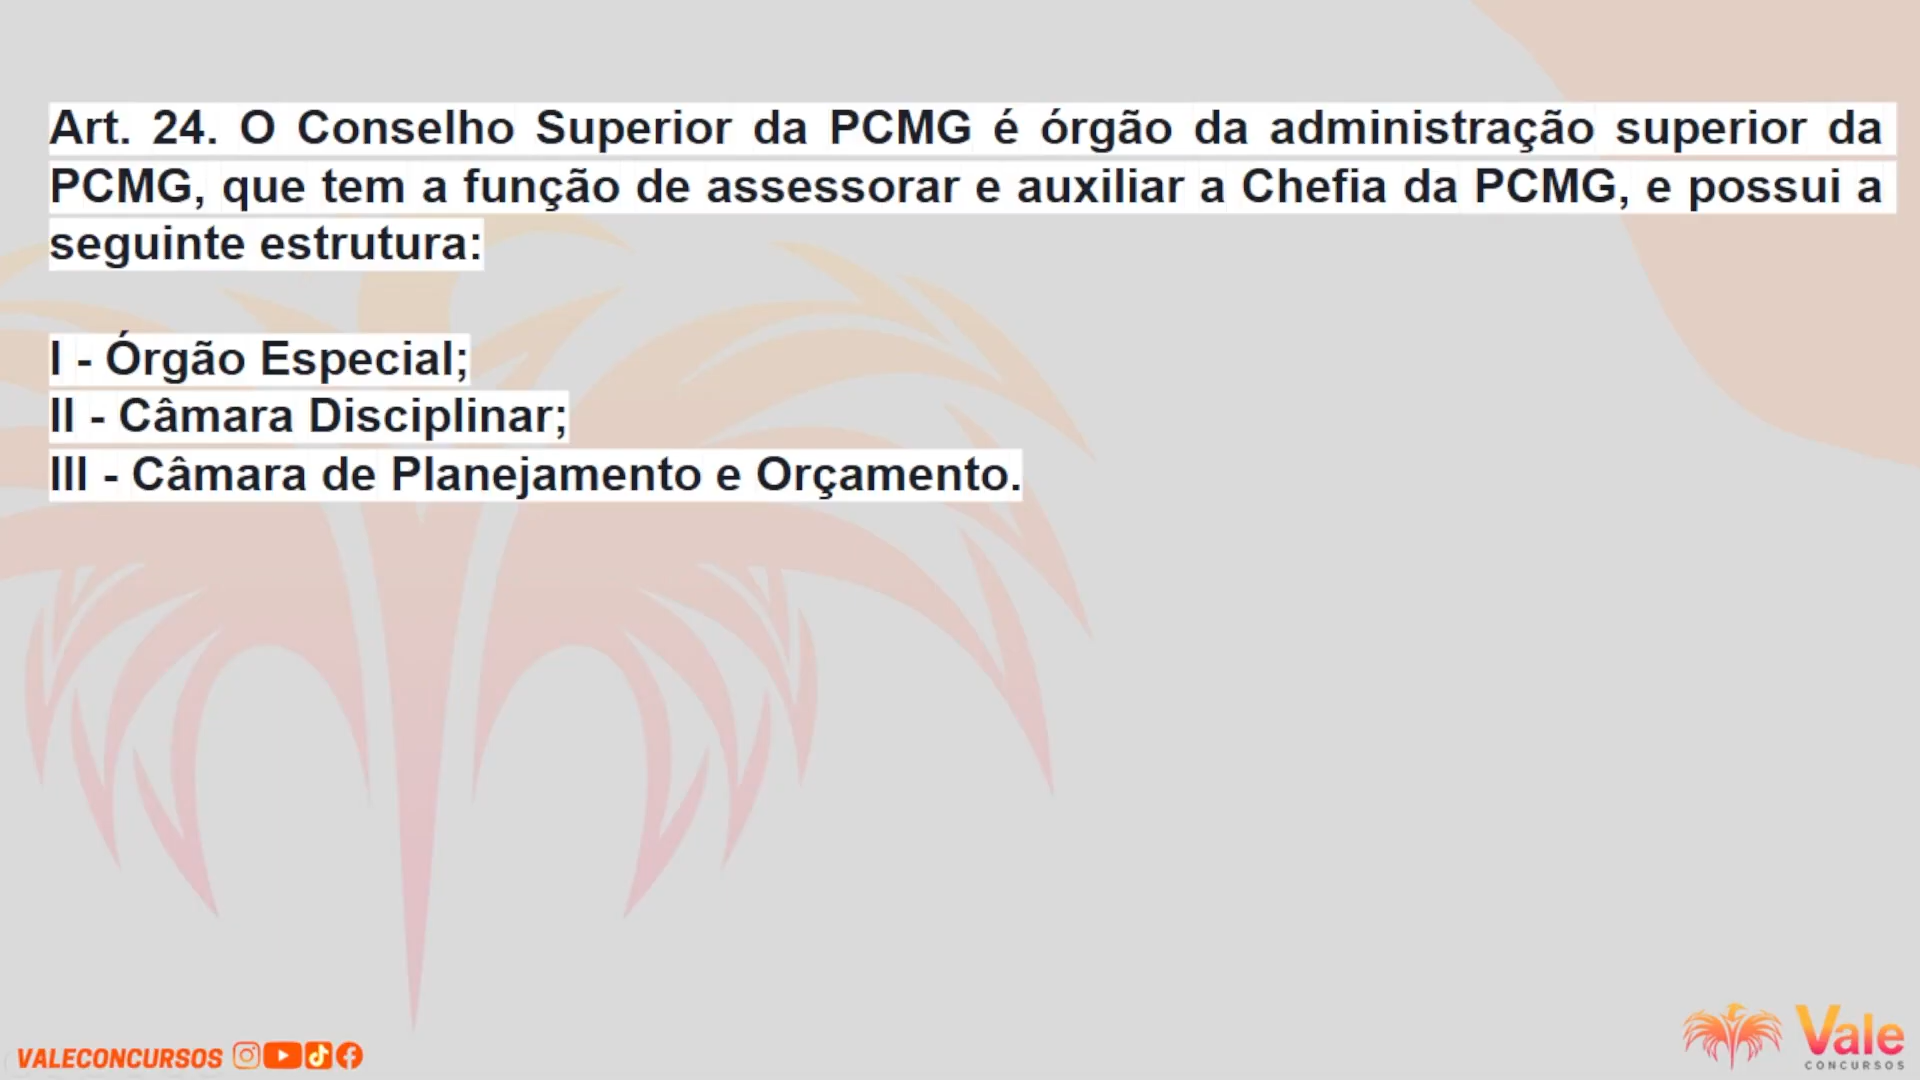 Art. 24. O Conselho Superior da PCMG é órgão da administração superior da
PCMG, que tem a função de assessorar e auxiliar a Chefia da PCMG, e possui a
seguinte estrutura:
I - Órgão Especial;
II - Câmara Disciplinar;
III - Câmara de Planejamento e Orçamento.
VALECONCURSOS
Vale
CONCURSOS